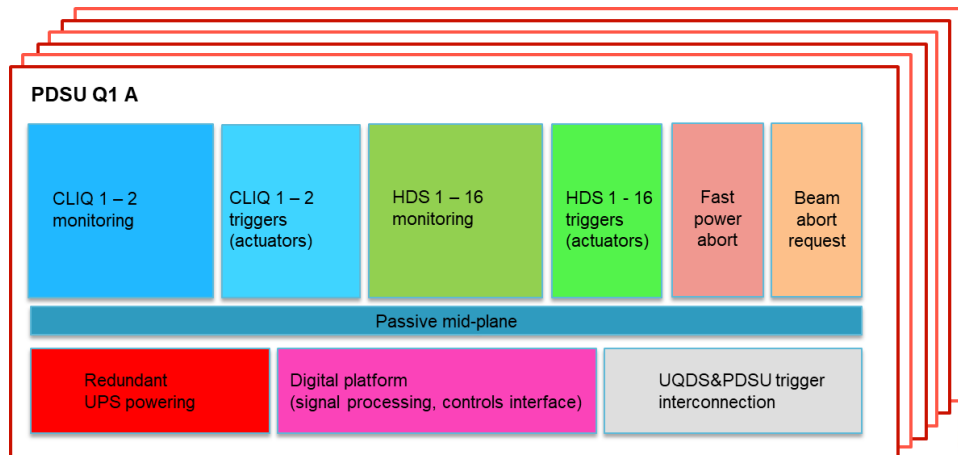 PDSU Q1 A
CLIQ 1 – 2
monitoring
CLIQ 1 – 2
triggers
(actuators)
HDS 1 – 16
monitoring
HDS 1 - 16
triggers
(actuators)
Fast
power
abort
Beam
abort
request
Passive mid-plane
Redundant
UPS powering
Digital platform
(signal processing, controls interface)
UQDS&PDSU trigger
interconnection